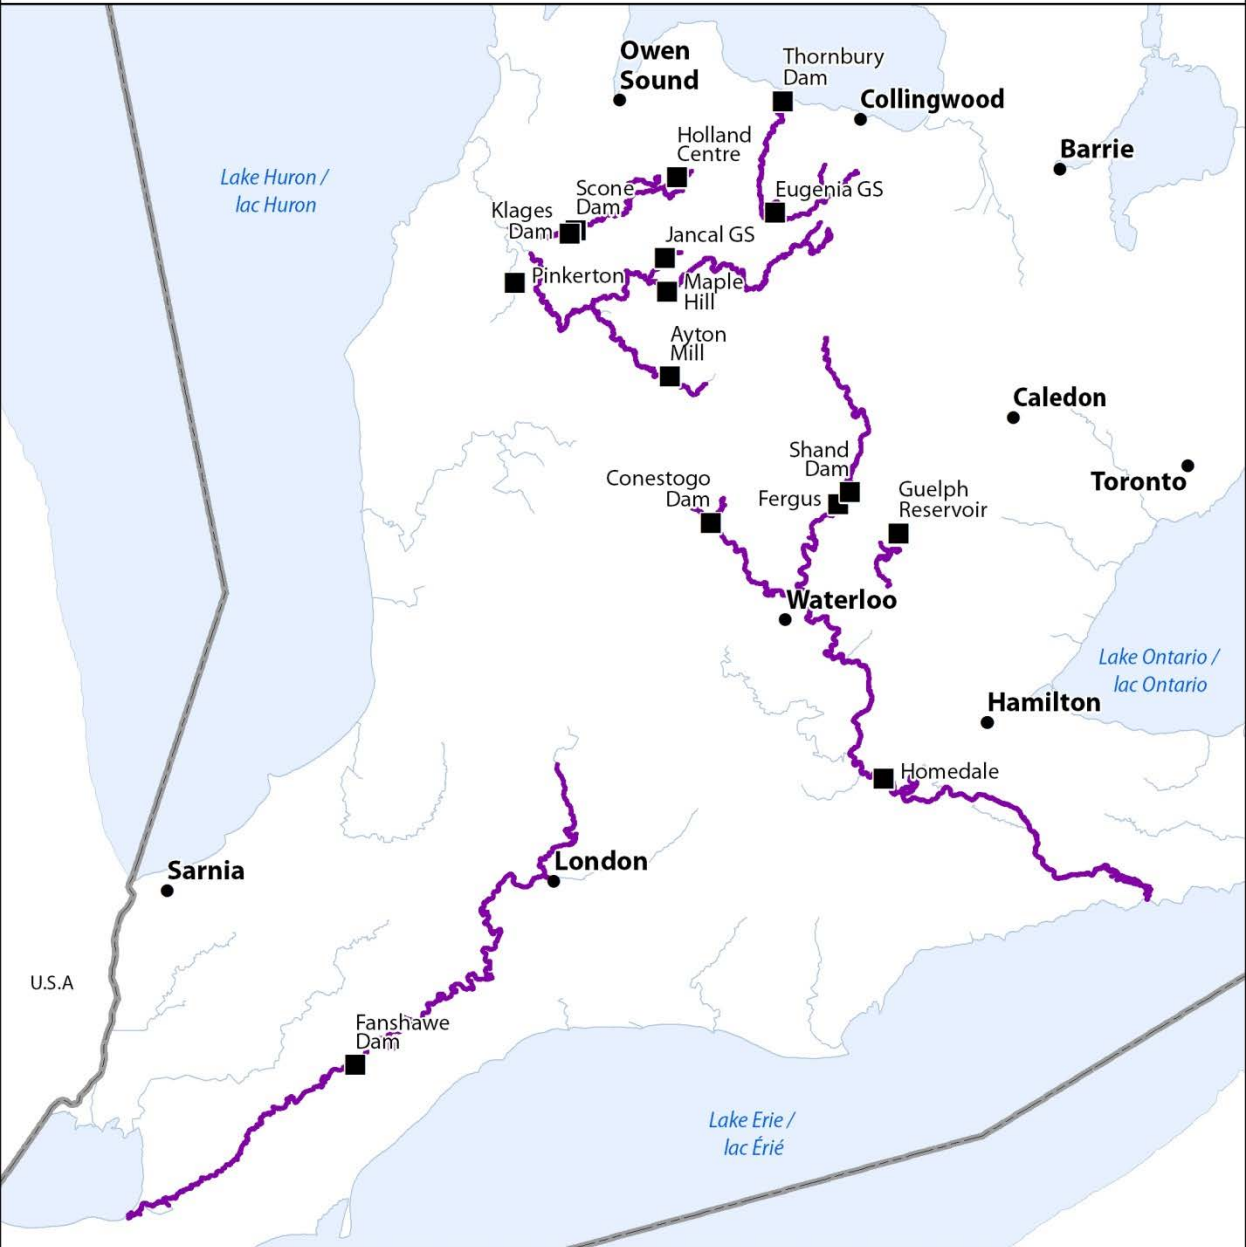 Owen
Sound
Thornbury
Dam
Collingwood
Holland
Centre
Barrie
Lake Huron /
lac Huron
Scone
Dam
Eugenia GS
Klages
Dam
Jancal GS
Pinkerton
Maple
Hill
Ayton
Mill
Caledon
Shand
Dam
Toronto
Conestogo
Dam
Fergus
Guelph
Reservoir
Waterloo
Lake Ontario /
lac Ontario
Hamilton
Homedale
London
Sarnia
U.S.A
Fanshawe
Dam
Lake Erie /
lac Érié